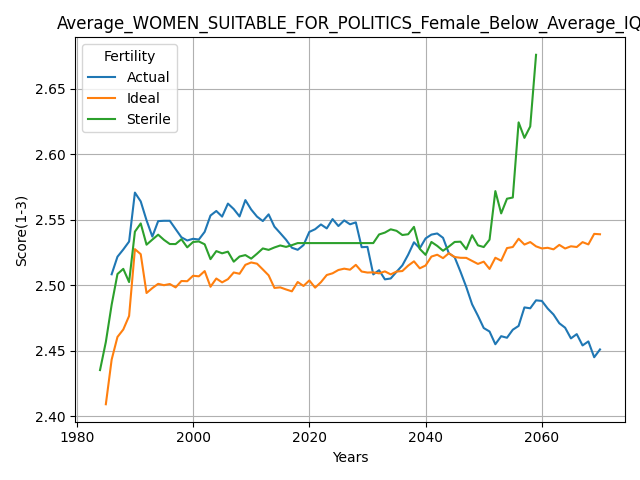 Average_WOMEN_SUITABLE_FOR_POLITICS_Female_Below_Average_IQ
Fertility
Actual
Ideal
Sterile
2.65
2.60
2.55
2.50
2.45
2.40
Score(1-3)
1980 2000 2020 2040 2060
Years